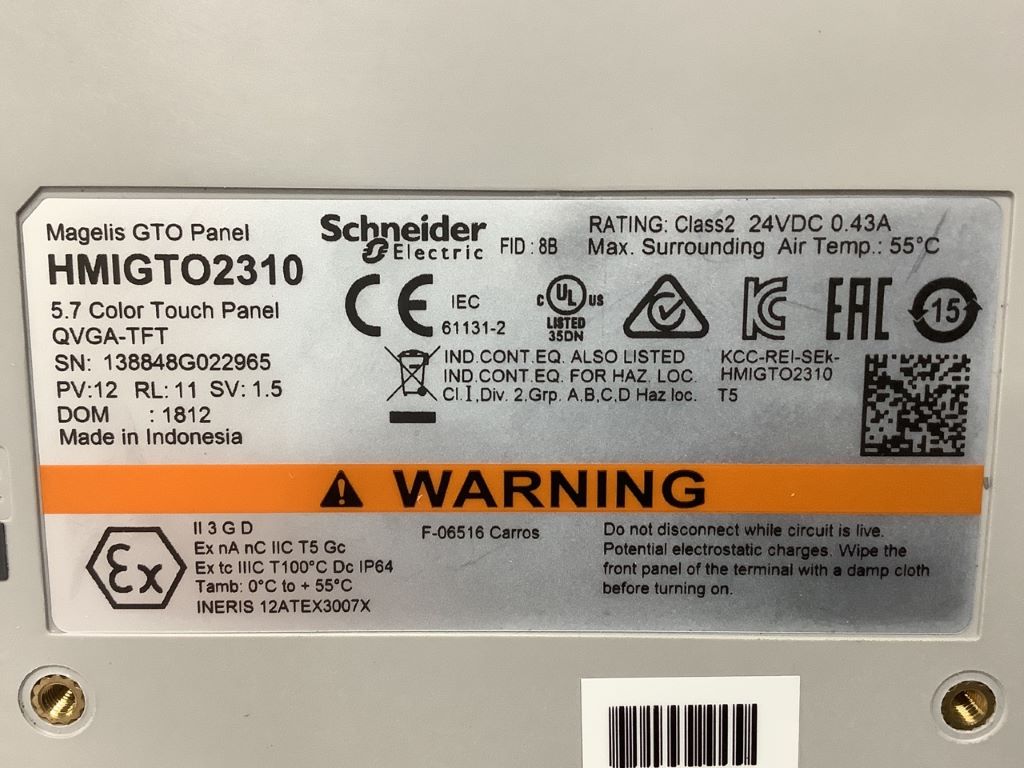 Magelis GTO Panel
HMIGTO2310
5.7 Color Touch Panel
QVGA-TFT
SN: 138848G022965
PV:12 RL: 11 SV: 1.5
DOM : 1812
Made in Indonesia
Schneider
Electric
FID : 8B
RATING: Class2 24VDC 0.43A
Max. Surrounding Air Temp.: 55°C
CE
IEC
61131-2
c UL us
LISTED
35DN
KC
EAC
15
IND.CONT.EQ. ALSO LISTED
IND.CONT.EQ. FOR HAZ. LOC.
Cl.I,Div. 2,Grp. A,B,C,D Haz loc. T5
KCC-REI-SEk-
HMIGTO2310
WARNING
Ex
II 3 G D
Ex nA nC IIC T5 Gc
Ex tc IIIC T100°C Dc IP64
Tamb: 0°C to + 55°C
INERIS 12ATEX3007X
F-06516 Carros
Do not disconnect while circuit is live.
Potential electrostatic charges. Wipe the
front panel of the terminal with a damp cloth
before turning on.